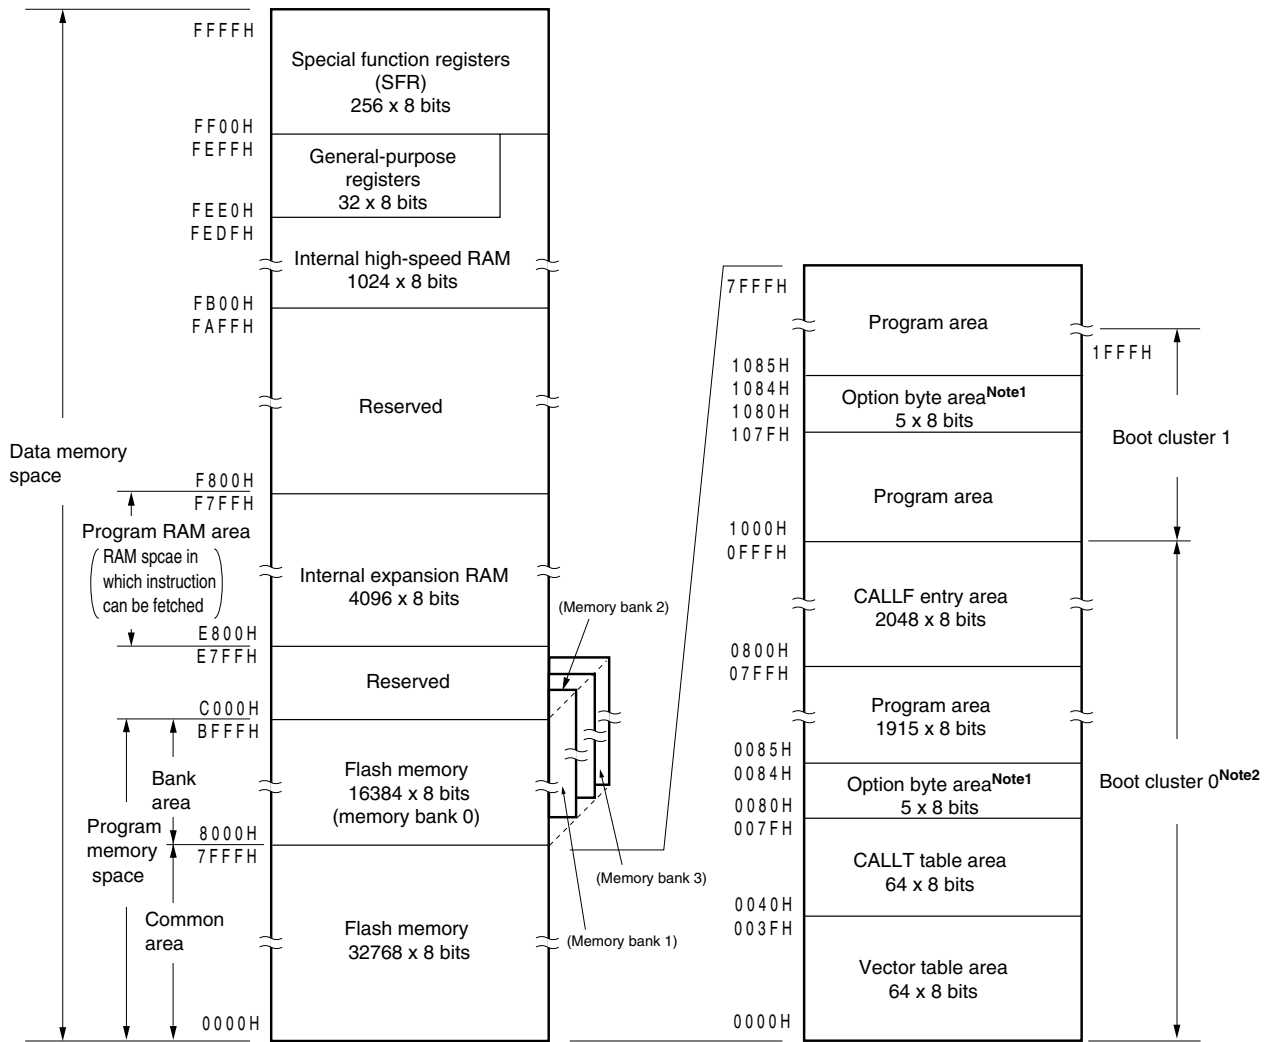 FFFFH
Special function registers
(SFR)
256 x 8 bits
FF00H
FEFFH
General-purpose
registers
32 x 8 bits
FEE0H
FEDFH
Internal high-speed RAM
1024 x 8 bits
FB00H
FAFFH
Reserved
Data memory
space
F800H
F7FFH
Program RAM area
RAM spcae in
which instruction
can be fetched
Internal expansion RAM
4096 x 8 bits
(Memory bank 2)
E800H
E7FFH
Reserved
C000H
BFFFH
Bank
area
Flash memory
16384 x 8 bits
(memory bank 0)
Program
memory
space
8000H
7FFFH
(Memory bank 3)
Common
area
Flash memory
32768 x 8 bits
(Memory bank 1)
0000H
7FFFH
Program area
1FFFH
1085H
1084H
Option byte areaNote1
5 x 8 bits
1080H
107FH
Boot cluster 1
Program area
1000H
0FFFH
CALLF entry area
2048 x 8 bits
0800H
07FFH
Program area
1915 x 8 bits
0085H
0084H
Option byte areaNote1
5 x 8 bits
Boot cluster 0Note2
0080H
007FH
CALLT table area
64 x 8 bits
0040H
003FH
Vector table area
64 x 8 bits
0000H